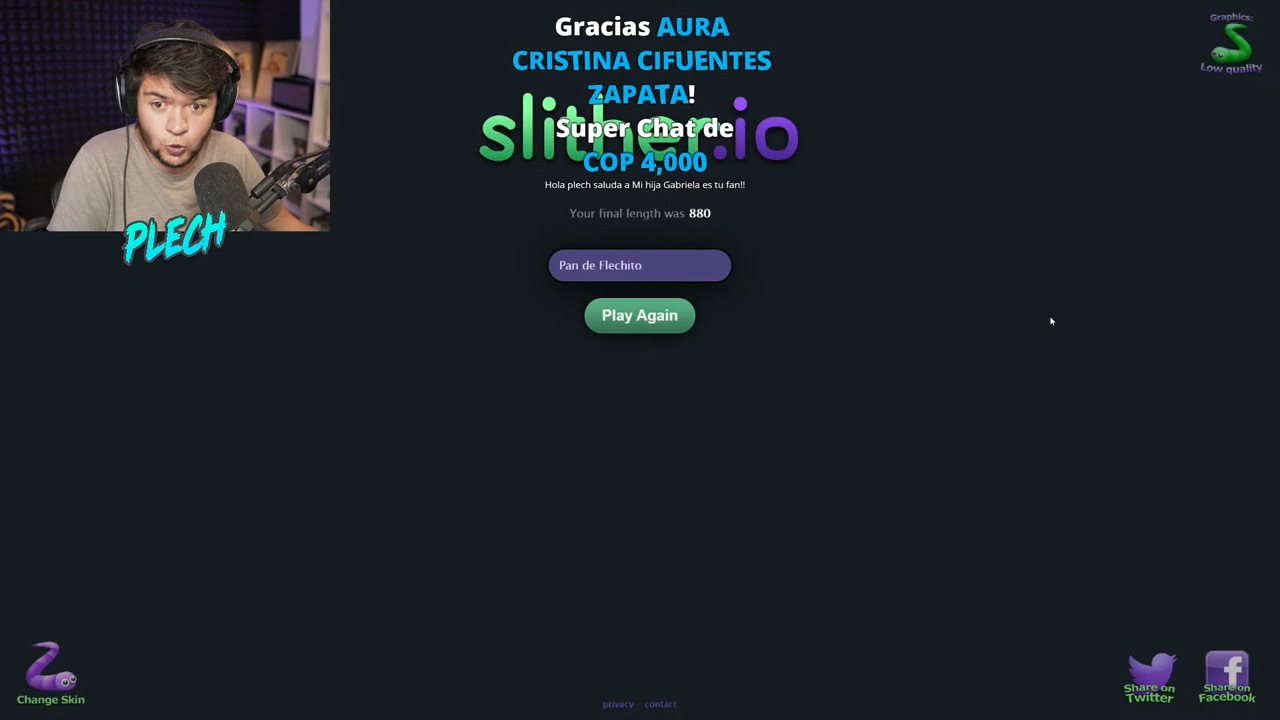 Gracias AURA
CRISTINA CIFUENTES
ZAPATA!
slither.io
Super Chat de
COP 4,000
Hola plech saluda a Mi hija Gabriela es tu fan!!
Your final length was 880
Pan de Flechito
Play Again
PLECH
Graphics:
Low quality
Change Skin
privacy - contact
Share on
Twitter
Share on
Facebook